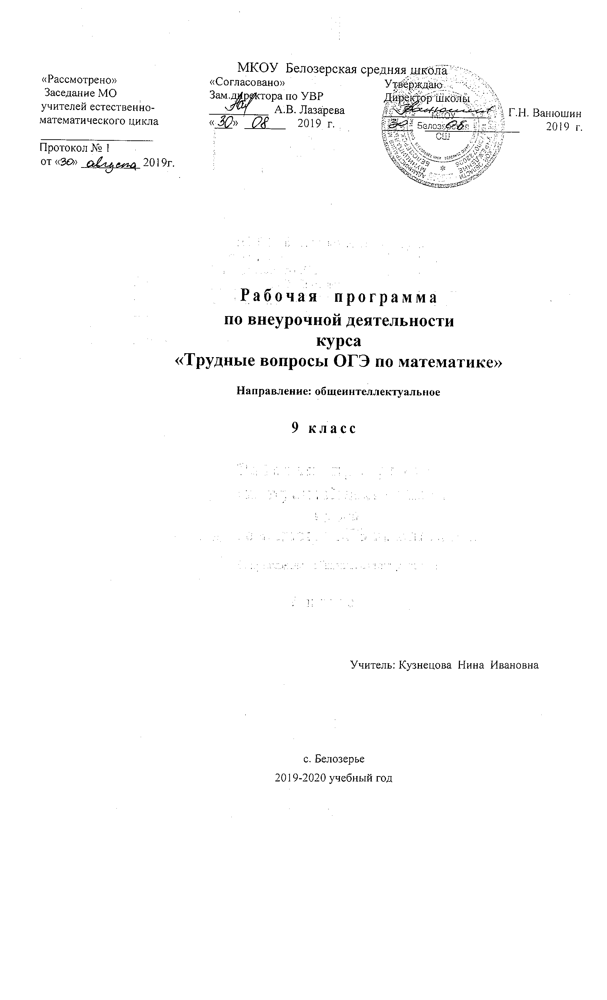 МКОУ Белозерская средняя школа
«Рассмотрено»
Заседание МО
учителей естественно-
математического цикла
Протокол № 1
от «30» августа 2019г.
«Согласовано»
Зам.директора по УВР
А.В. Лазарева
«30» 08 2019 г.
Утверждаю
Директор школы
Г.Н. Ванюшин
30 08 2019 г.
МКОУ
Белозерская
СШ
Рабочая программа
по внеурочной деятельности
курса
«Трудные вопросы ОГЭ по математике»
Направление: общеинтеллектуальное
9 класс
Учитель: Кузнецова Нина Ивановна
с. Белозерье
2019-2020 учебный год